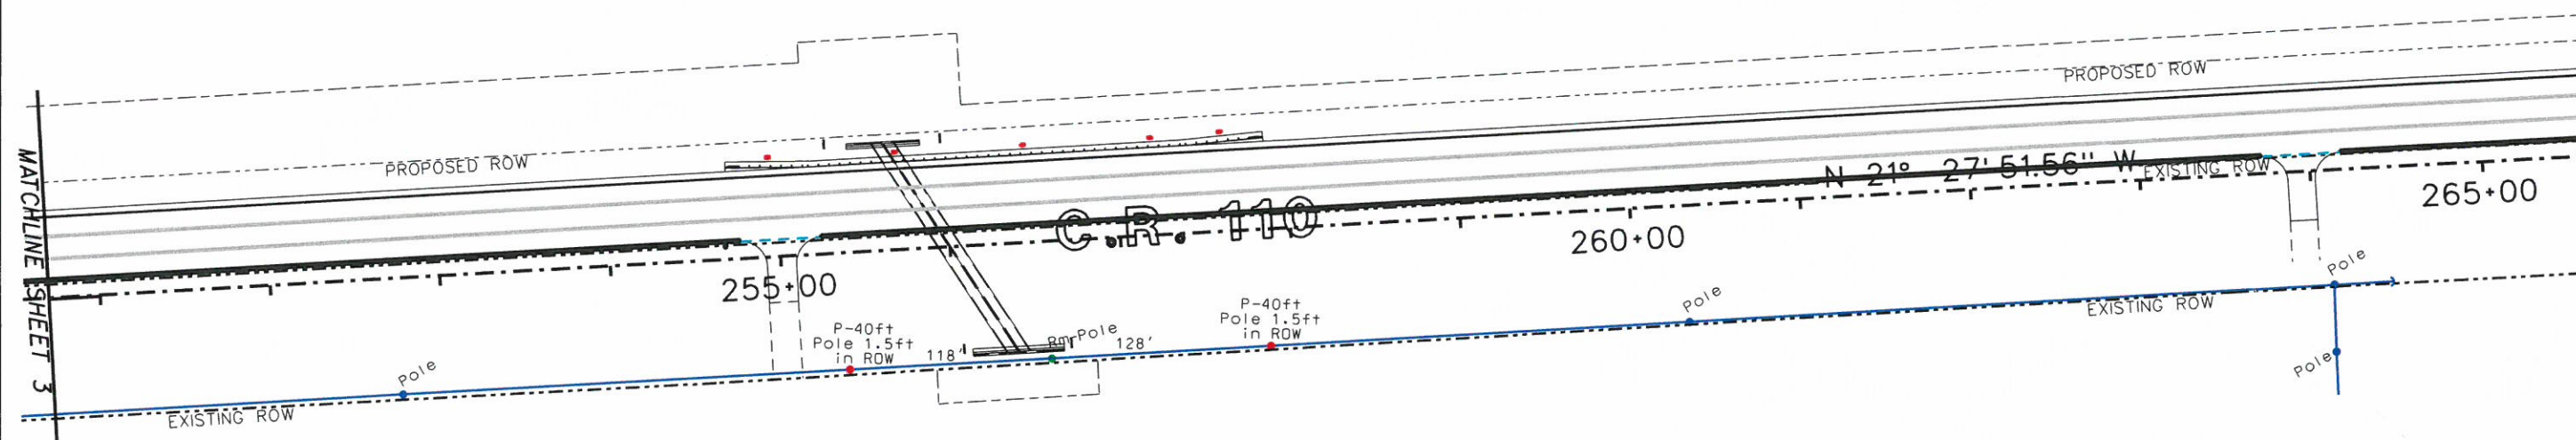 PROPOSED ROW
PROPOSED ROW
MATCHLINE SHEET 3
N 21° 27' 51.56" W
EXISTING ROW
C.R. 110
265+00
260+00
255+00
Pole
Pole
P-40ft
Pole 1.5ft
in ROW
P-40ft
Pole 1.5ft
in ROW
118'
Rmr Pole
128'
EXISTING ROW
Pole
Pole
EXISTING ROW